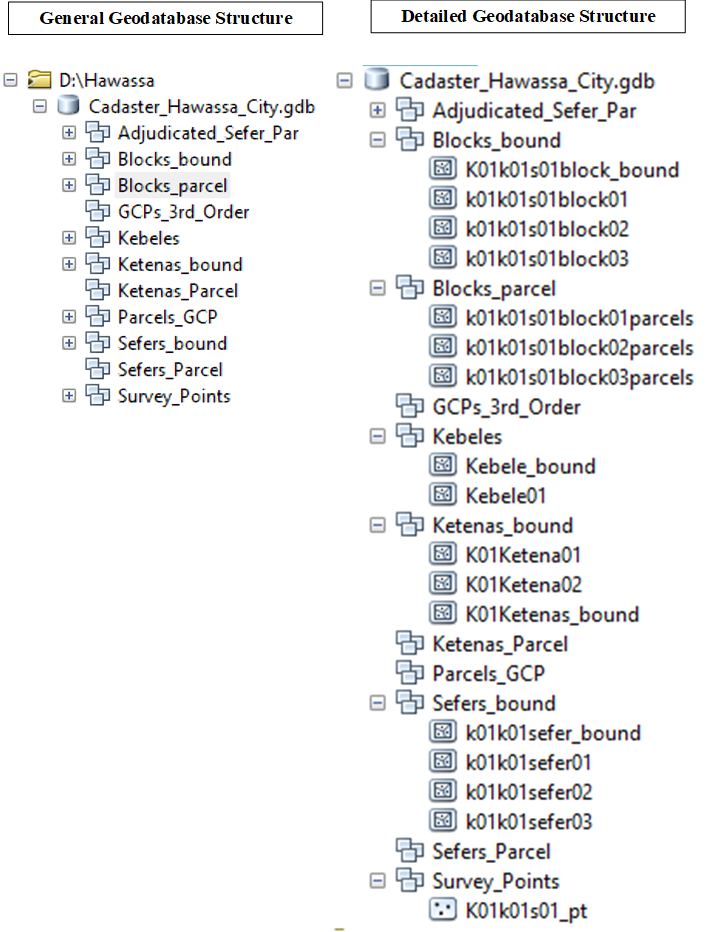 General Geodatabase Structure
D:\Hawassa
Cadaster_Hawassa_City.gdb
Adjudicated_Sefer_Par
Blocks_bound
Blocks_parcel
GCPs_3rd_Order
Kebeles
Ketenas_bound
Ketenas_Parcel
Parcels_GCP
Sefers_bound
Sefers_Parcel
Survey_Points
Detailed Geodatabase Structure
Cadaster_Hawassa_City.gdb
Adjudicated_Sefer_Par
Blocks_bound
K01k01s01block_bound
k01k01s01block01
k01k01s01block02
k01k01s01block03
Blocks_parcel
k01k01s01block01parcels
k01k01s01block02parcels
k01k01s01block03parcels
GCPs_3rd_Order
Kebeles
Kebele_bound
Kebele01
Ketenas_bound
K01Ketena01
K01Ketena02
K01Ketenas_bound
Ketenas_Parcel
Parcels_GCP
Sefers_bound
k01k01sefer_bound
k01k01sefer01
k01k01sefer02
k01k01sefer03
Sefers_Parcel
Survey_Points
K01k01s01_pt